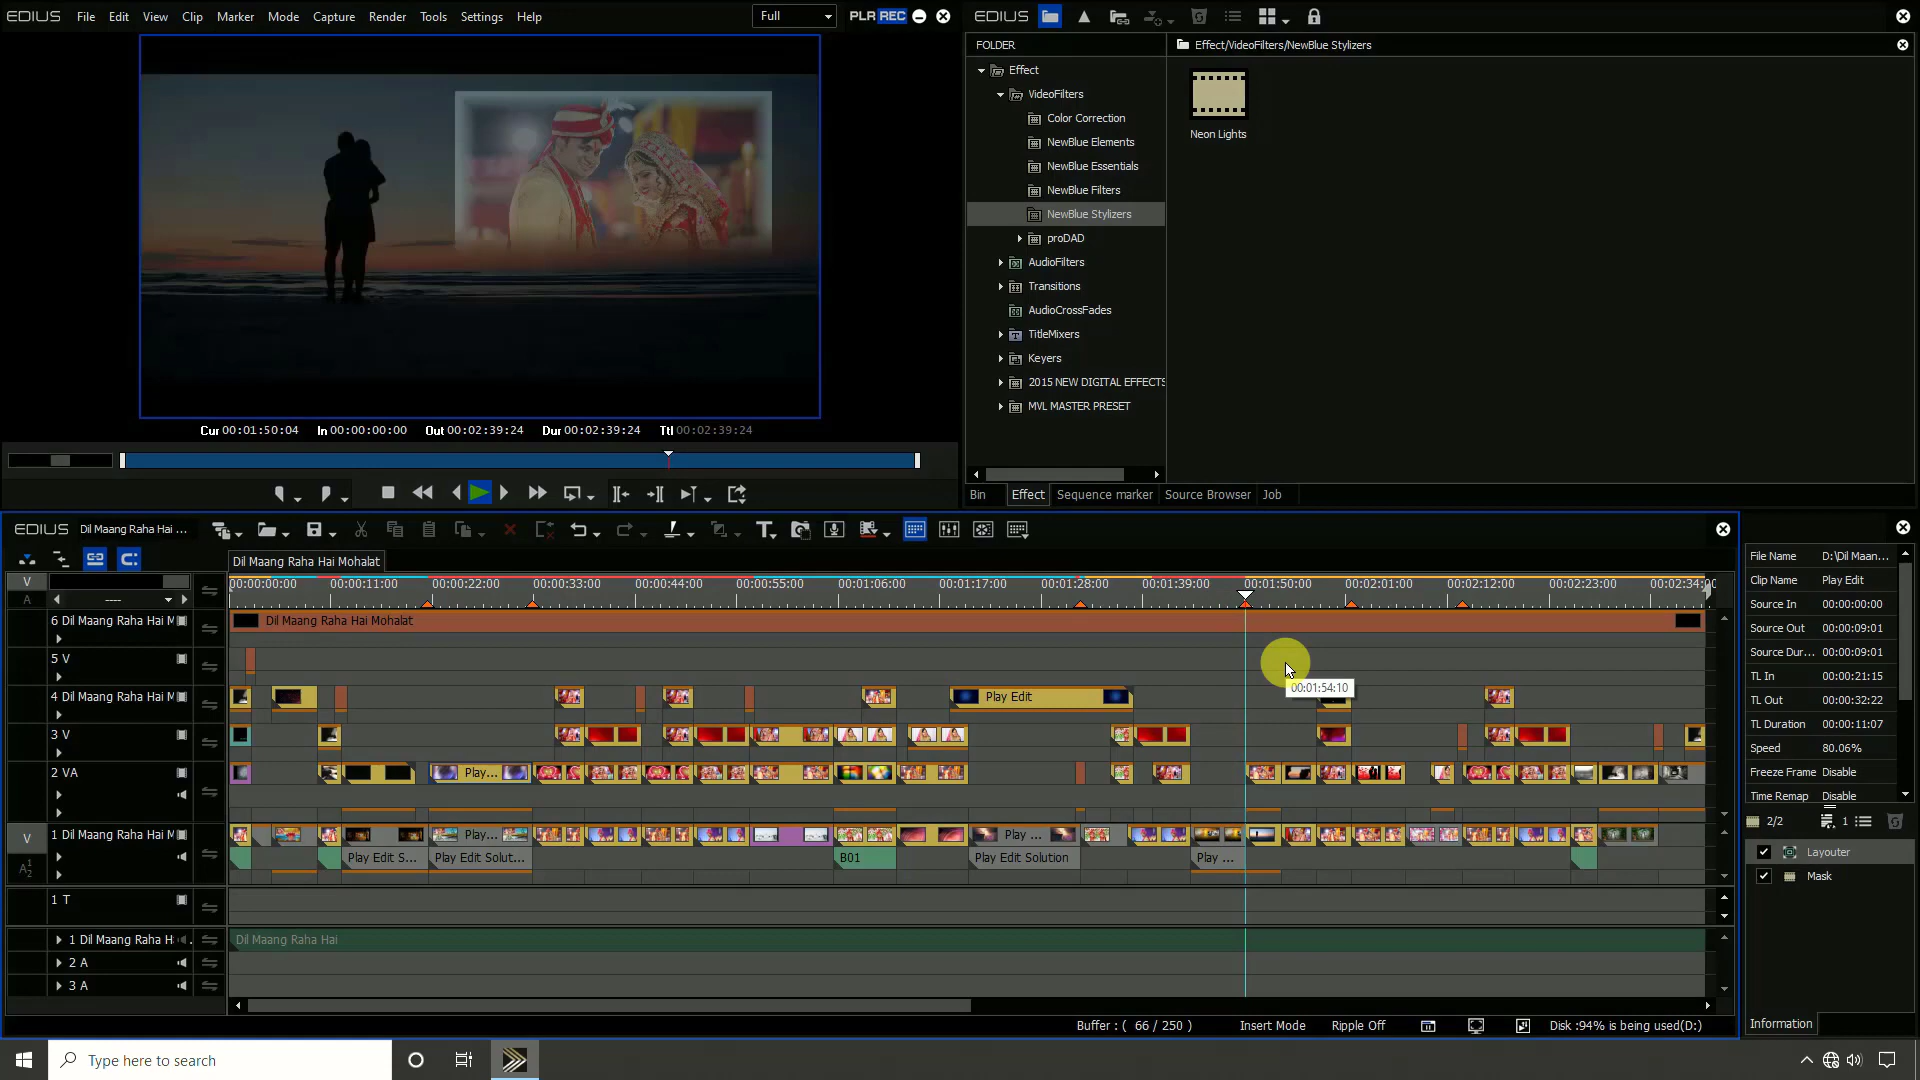 EDIUS File Edit View Clip Marker Mode Capture Render Tools Settings Help Full PLR REC
EDIUS
FOLDER
Effect/VideoFilters/NewBlue Stylizers
Effect
VideoFilters
Color Correction
NewBlue Elements
NewBlue Essentials
NewBlue Filters
NewBlue Stylizers
proDAD
AudioFilters
Transitions
AudioCrossFades
TitleMixers
Keyers
2015 NEW DIGITAL EFFECTS
MVL MASTER PRESET
Neon Lights
Cur 00:01:50:04 In 00:00:00:00 Out 00:02:39:24 Dur 00:02:39:24 Ttl 00:02:39:24
Bin Effect Sequence marker Source Browser Job
EDIUS Dil Maang Raha Hai ...
Dil Maang Raha Hai Mohalat
V
A ----
00:00:00:00 00:00:11:00 00:00:22:00 00:00:33:00 00:00:44:00 00:00:55:00 00:01:06:00 00:01:17:00 00:01:28:00 00:01:39:00 00:01:50:00 00:02:01:00 00:02:12:00 00:02:23:00 00:02:34:00
6 Dil Maang Raha Hai M Dil Maang Raha Hai Mohalat
5 V
00:01:54:10
4 Dil Maang Raha Hai M Play Edit
3 V
2 VA Play...
V 1 Dil Maang Raha Hai M Play... Play ...
A12 Play Edit S... Play Edit Solut... B01 Play Edit Solution Play ...
1 T
1 Dil Maang Raha H Dil Maang Raha Hai
2 A
3 A
Buffer : ( 66 / 250 ) Insert Mode Ripple Off Disk :94% is being used(D:)
File Name D:\Dil Maan...
Clip Name Play Edit
Source In 00:00:00:00
Source Out 00:00:09:01
Source Dur... 00:00:09:01
TL In 00:00:21:15
TL Out 00:00:32:22
TL Duration 00:00:11:07
Speed 80.06%
Freeze Frame Disable
Time Remap Disable
2/2 1
Layouter
Mask
Information
Type here to search